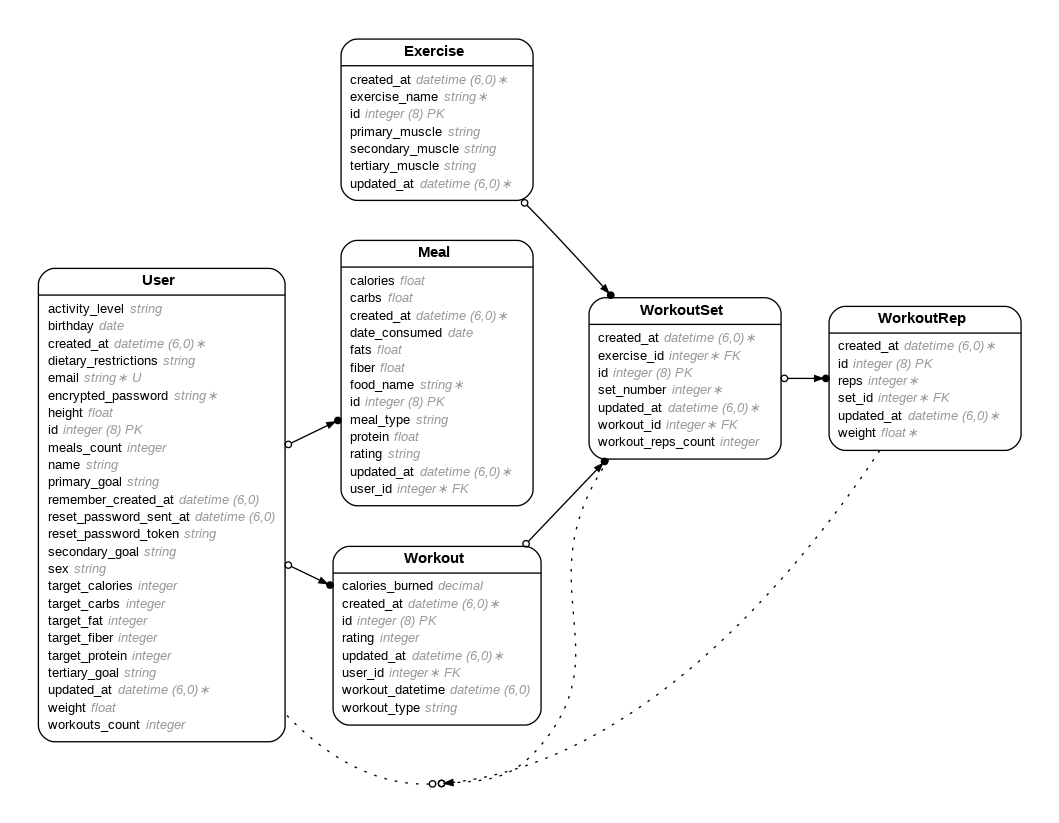 Exercise
created_at datetime (6,0)∗
exercise_name string∗
id integer (8) PK
primary_muscle string
secondary_muscle string
tertiary_muscle string
updated_at datetime (6,0)∗
Meal
calories float
carbs float
created_at datetime (6,0)∗
date_consumed date
fats float
fiber float
food_name string∗
id integer (8) PK
meal_type string
protein float
rating string
updated_at datetime (6,0)∗
user_id integer∗ FK
User
activity_level string
birthday date
created_at datetime (6,0)∗
dietary_restrictions string
email string∗ U
encrypted_password string∗
height float
id integer (8) PK
meals_count integer
name string
primary_goal string
remember_created_at datetime (6,0)
reset_password_sent_at datetime (6,0)
reset_password_token string
secondary_goal string
sex string
target_calories integer
target_carbs integer
target_fat integer
target_fiber integer
target_protein integer
tertiary_goal string
updated_at datetime (6,0)∗
weight float
workouts_count integer
Workout
calories_burned decimal
created_at datetime (6,0)∗
id integer (8) PK
rating integer
updated_at datetime (6,0)∗
user_id integer∗ FK
workout_datetime datetime (6,0)
workout_type string
WorkoutSet
created_at datetime (6,0)∗
exercise_id integer∗ FK
id integer (8) PK
set_number integer∗
updated_at datetime (6,0)∗
workout_id integer∗ FK
workout_reps_count integer
WorkoutRep
created_at datetime (6,0)∗
id integer (8) PK
reps integer∗
set_id integer∗ FK
updated_at datetime (6,0)∗
weight float∗